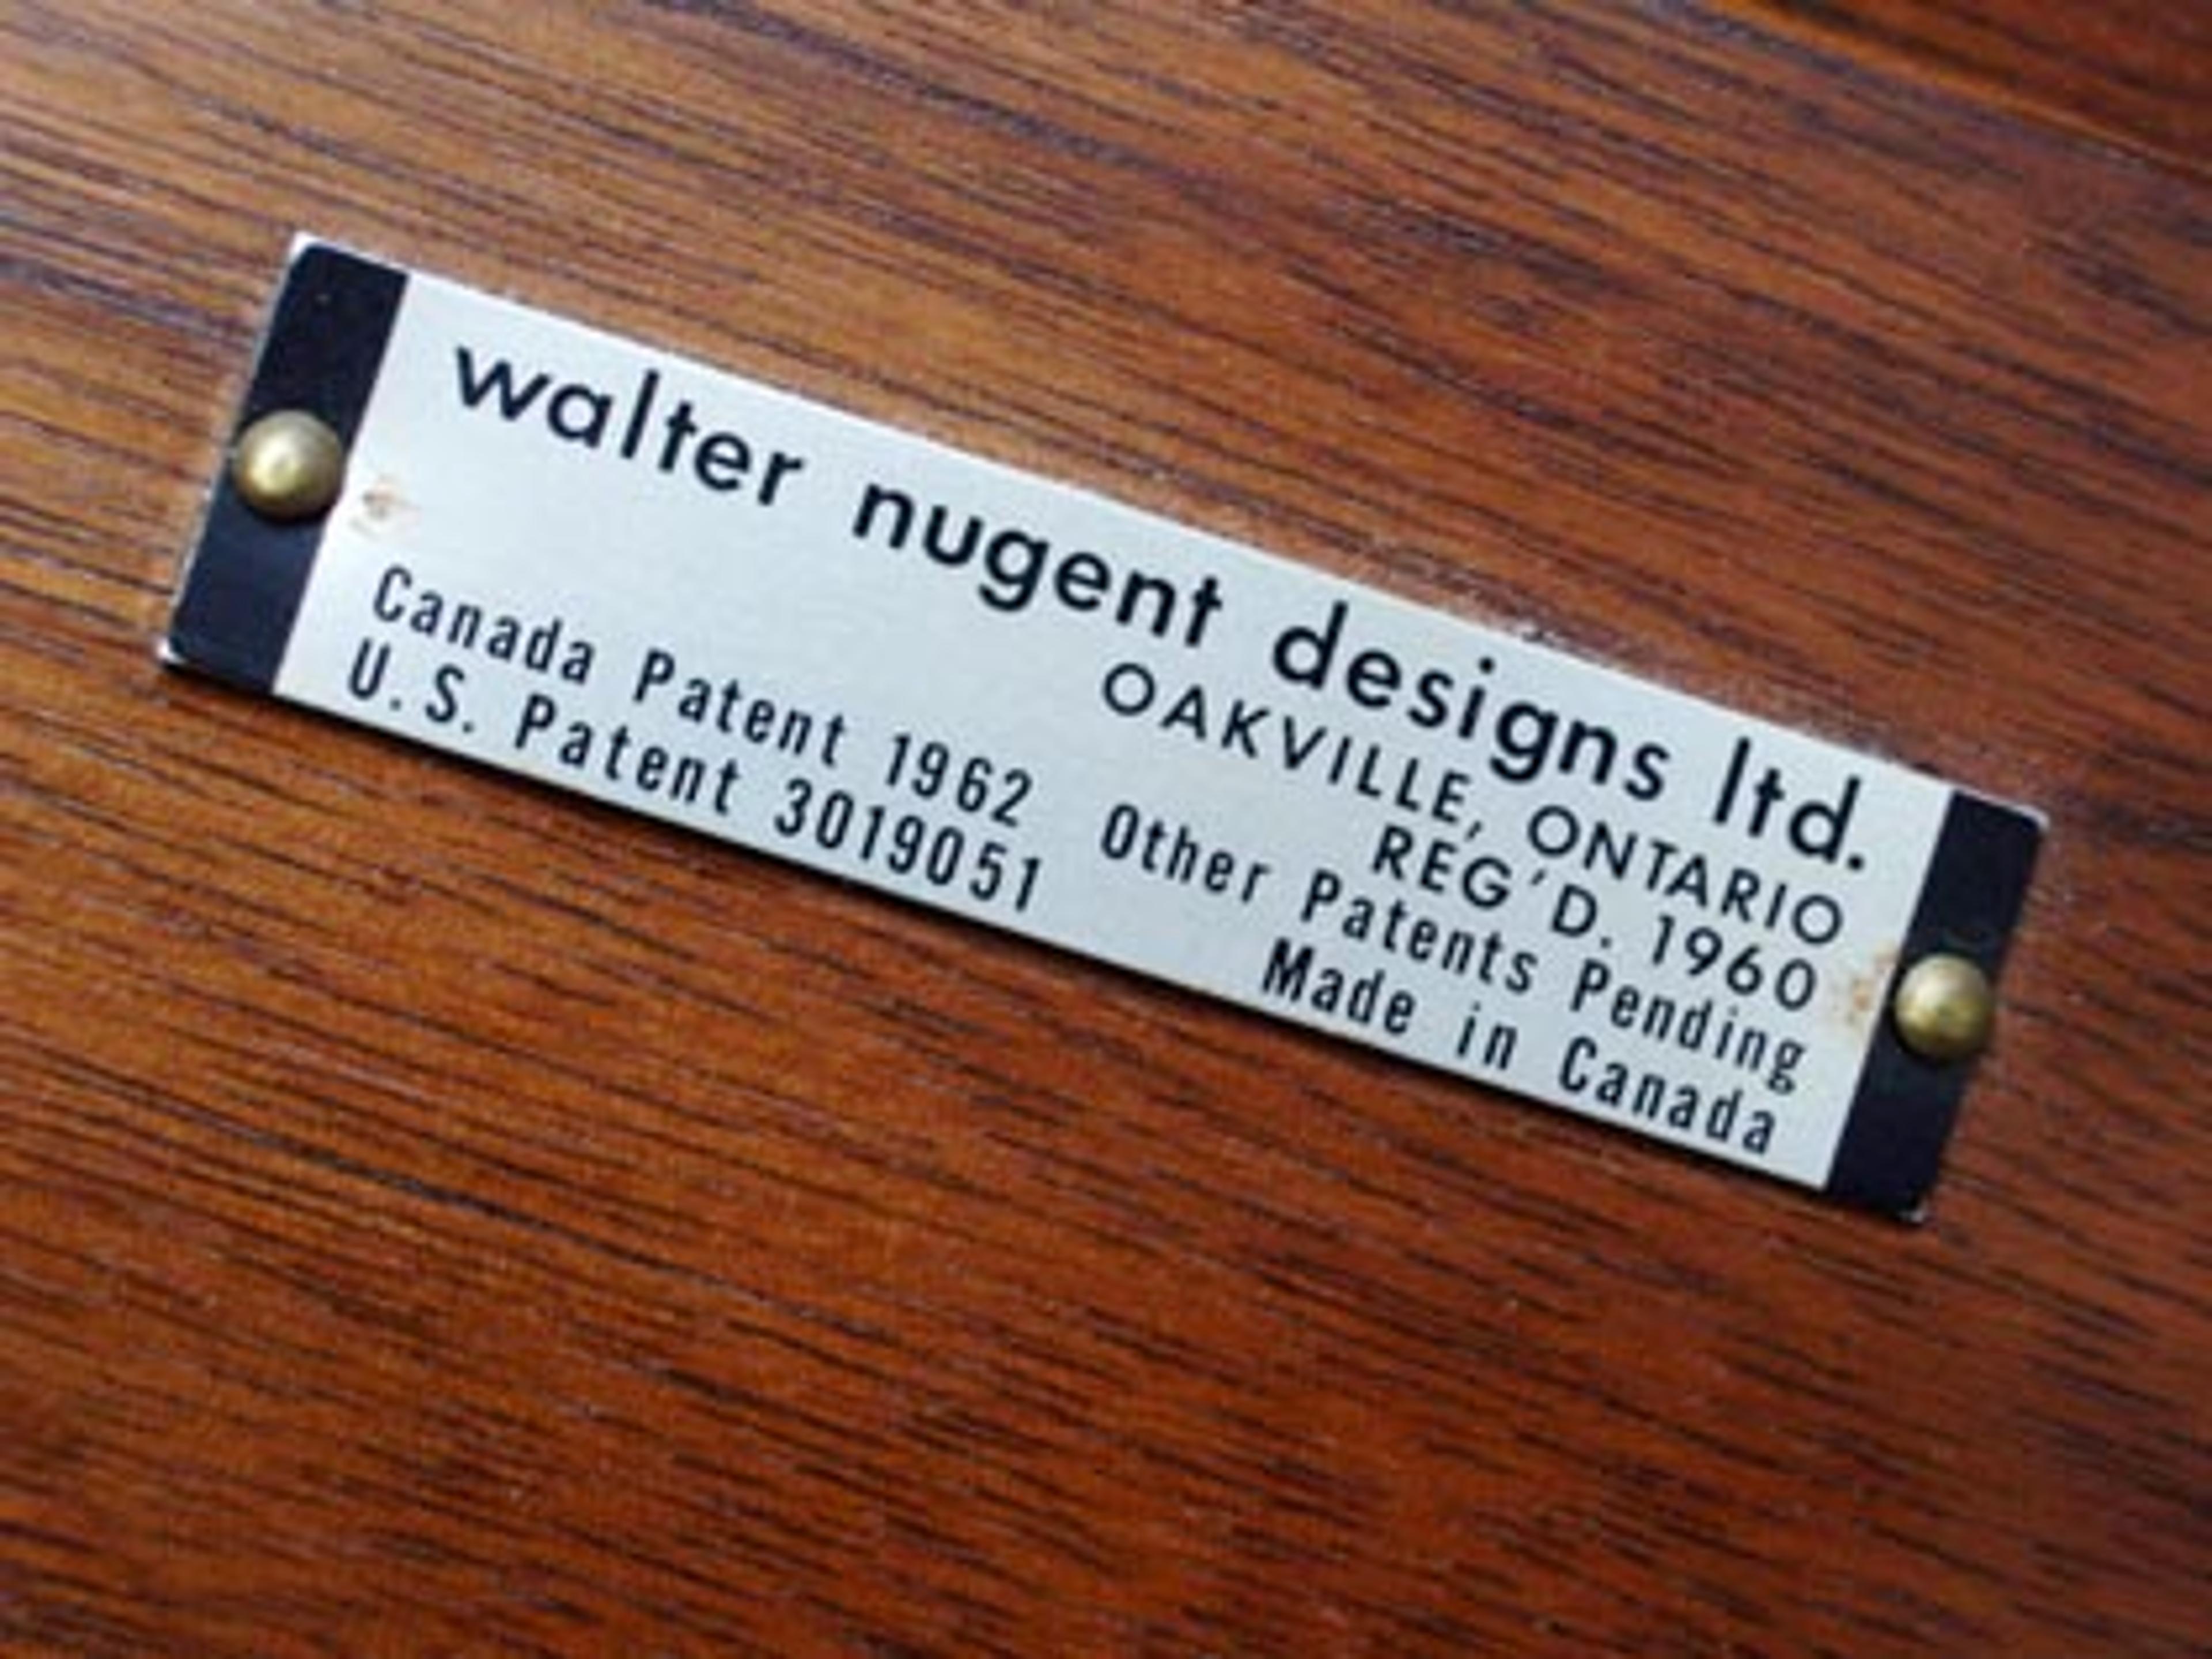 walter nugent designs ltd.
OAKVILLE, ONTARIO
REG'D. 1960
Canada Patent 1962 Other Patents Pending
U.S. Patent 3019051 Made in Canada